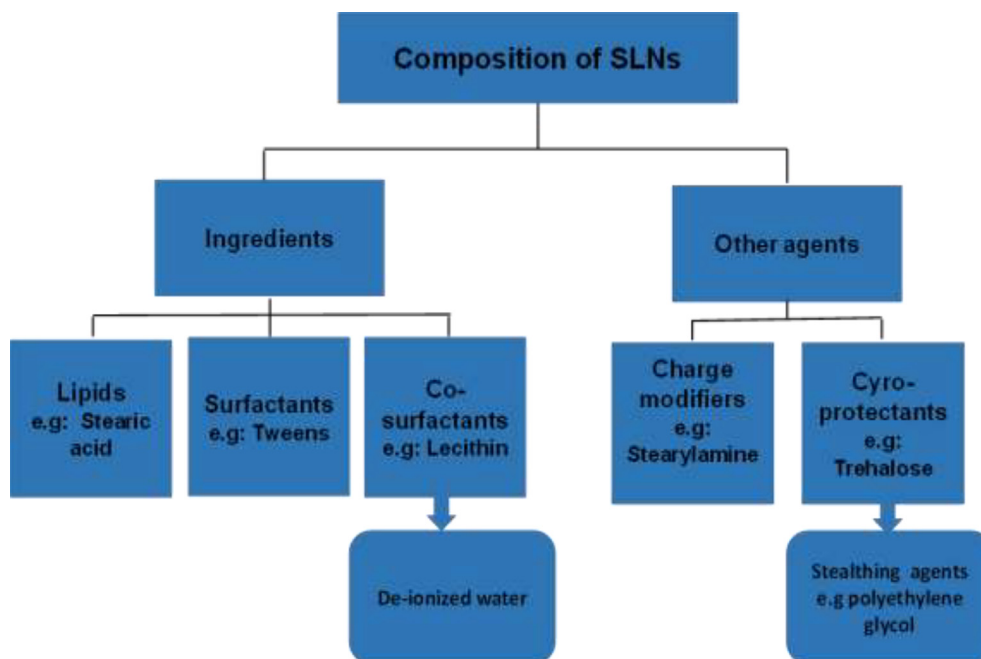 Composition of SLNs
Ingredients
Other agents
Lipids
e.g: Stearic
acid
Surfactants
e.g: Tweens
Co-
surfactants
e.g: Lecithin
Charge
modifiers
e.g:
Stearylamine
Cyro-
protectants
e.g:
Trehalose
De-ionized water
Stealthing agents
e.g polyethylene
glycol